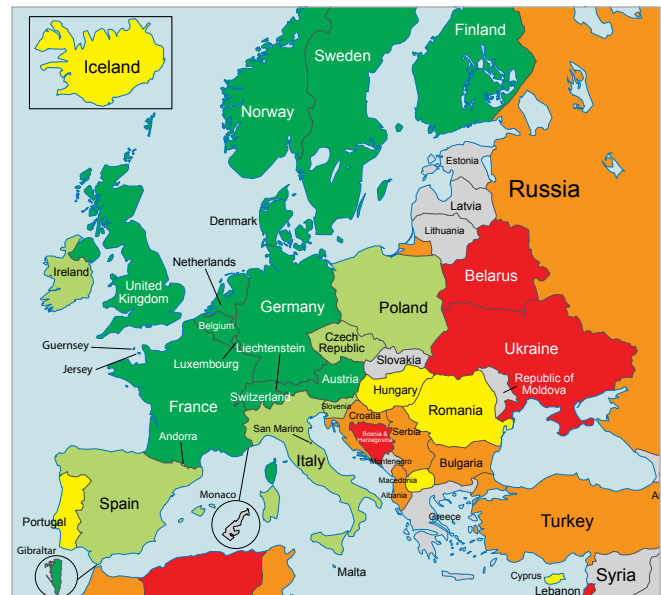 Iceland
Finland
Sweden
Norway
Estonia
Russia
Latvia
Denmark
Lithuania
Netherlands
Ireland
Belarus
United
Kingdom
Germany
Poland
Belgium
Czech
Republic
Guernsey
Liechtenstein
Ukraine
Slovakia
Jersey
Luxembourg
Austria
Republic of
Moldova
Hungary
Switzerland
France
Slovenia
Romania
Croatia
Andorra
San Marino
Bosnia &
Herzegovina
Serbia
Italy
Montenegro
Bulgaria
Spain
Macedonia
Monaco
Albania
Portugal
Greece
Turkey
Gibraltar
Malta
Cyprus
Syria
Lebanon